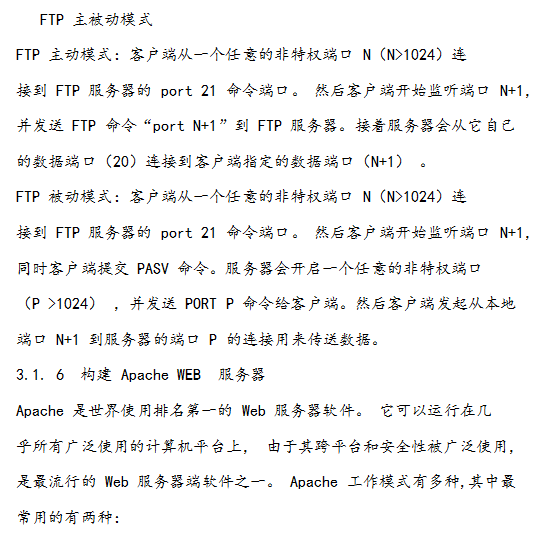 FTP 主被动模式
FTP 主动模式：客户端从一个任意的非特权端口 N（N>1024）连
接到 FTP 服务器的 port 21 命令端口。 然后客户端开始监听端口 N+1，
并发送 FTP 命令“port N+1”到 FTP 服务器。接着服务器会从它自己
的数据端口（20）连接到客户端指定的数据端口（N+1） 。
FTP 被动模式：客户端从一个任意的非特权端口 N（N>1024）连
接到 FTP 服务器的 port 21 命令端口。 然后客户端开始监听端口 N+1，
同时客户端提交 PASV 命令。服务器会开启一个任意的非特权端口
（P >1024） ，并发送 PORT P 命令给客户端。然后客户端发起从本地
端口 N+1 到服务器的端口 P 的连接用来传送数据。
3.1. 6 构建 Apache WEB 服务器
Apache 是世界使用排名第一的 Web 服务器软件。 它可以运行在几
乎所有广泛使用的计算机平台上， 由于其跨平台和安全性被广泛使用，
是最流行的 Web 服务器端软件之一。 Apache 工作模式有多种,其中最
常用的有两种：